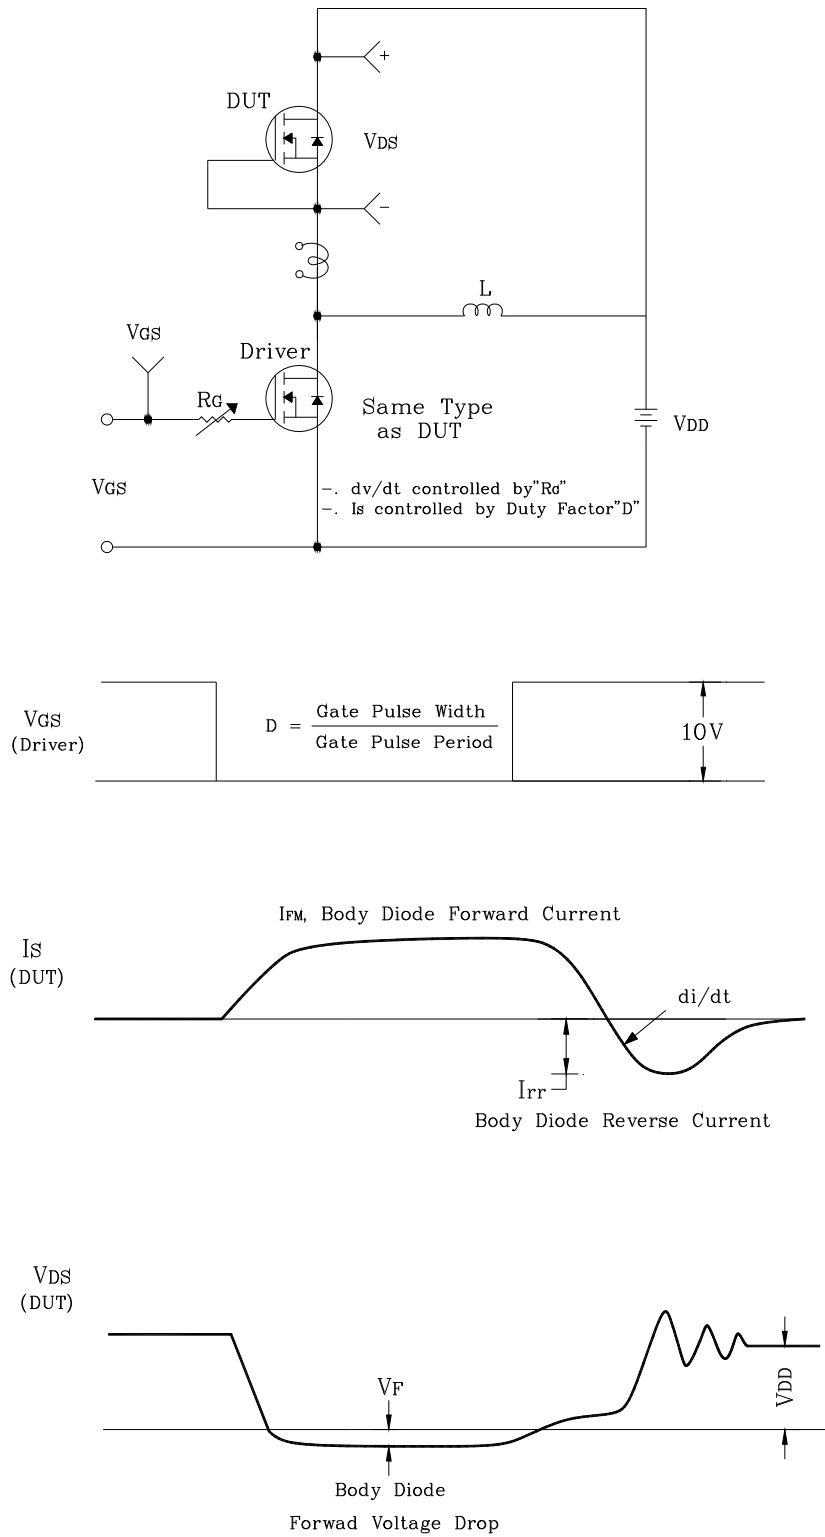 +
DUT
VDS
−
L
VGS
Driver
RG
Same Type
as DUT
VDD
VGS
−. dv/dt controlled by"RG"
−. Is controlled by Duty Factor"D"
VGS
(Driver)
D = Gate Pulse Width
Gate Pulse Period
10V
IFM, Body Diode Forward Current
IS
(DUT)
di/dt
Irr
Body Diode Reverse Current
VDS
(DUT)
VF
VDD
Body Diode
Forwad Voltage Drop